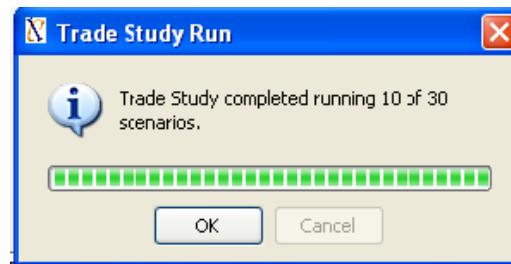 Trade Study Run
Trade Study completed running 10 of 30
scenarios.
OK
Cancel